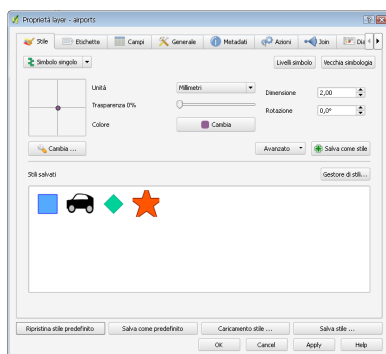 Proprietà layer - airports
Stile Etichette Campi Generale Metadati Azioni Join Dia
Simbolo singolo Livelli simbolo Vecchia simbologia
Unità Millimetri Dimensione 2,00
Trasparenza 0% Rotazione 0,0°
Colore Cambia
Cambia ... Avanzato Salva come stile
Stili salvati Gestore di stili...
Ripristina stile predefinito Salva come predefinito Caricamento stile ... Salva stile ...
OK Cancel Apply Help